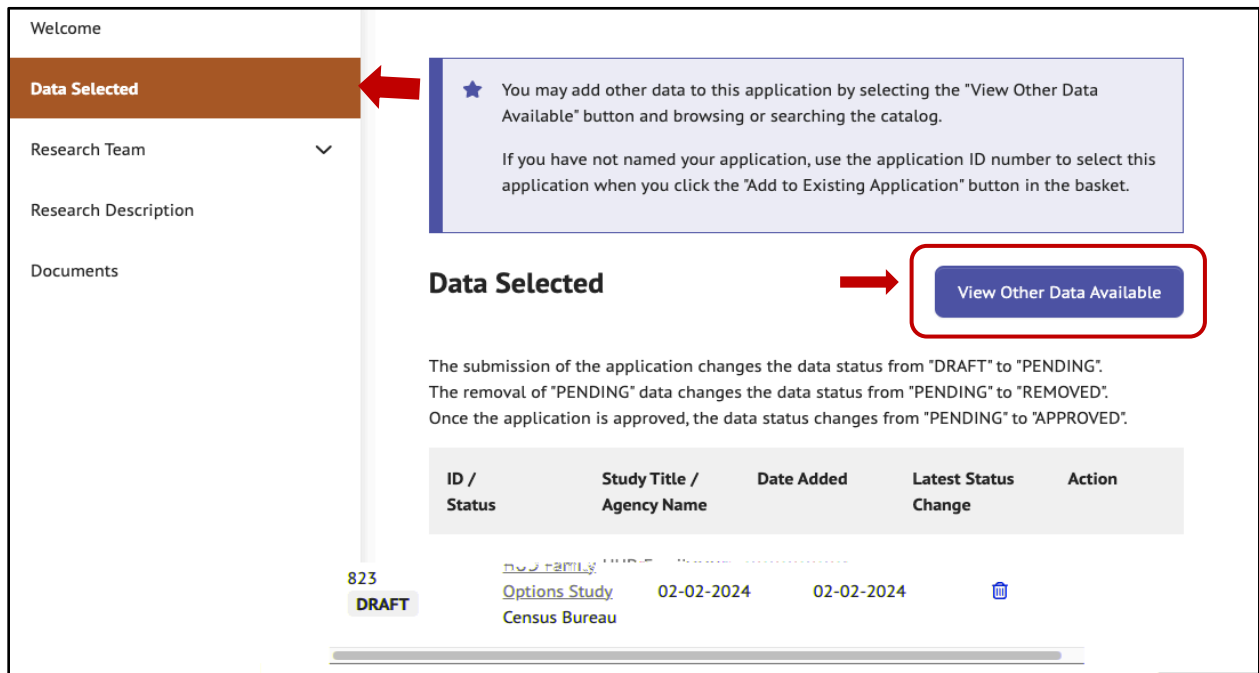 Welcome
Data Selected
Research Team
Research Description
Documents
You may add other data to this application by selecting the "View Other Data
Available" button and browsing or searching the catalog.
If you have not named your application, use the application ID number to select this
application when you click the "Add to Existing Application" button in the basket.
Data Selected
View Other Data Available
The submission of the application changes the data status from "DRAFT" to "PENDING".
The removal of "PENDING" data changes the data status from "PENDING" to "REMOVED".
Once the application is approved, the data status changes from "PENDING" to "APPROVED".
ID / Study Title / Date Added Latest Status Action
Status Agency Name Change
HUD Family
823
Options Study 02-02-2024 02-02-2024
DRAFT
Census Bureau